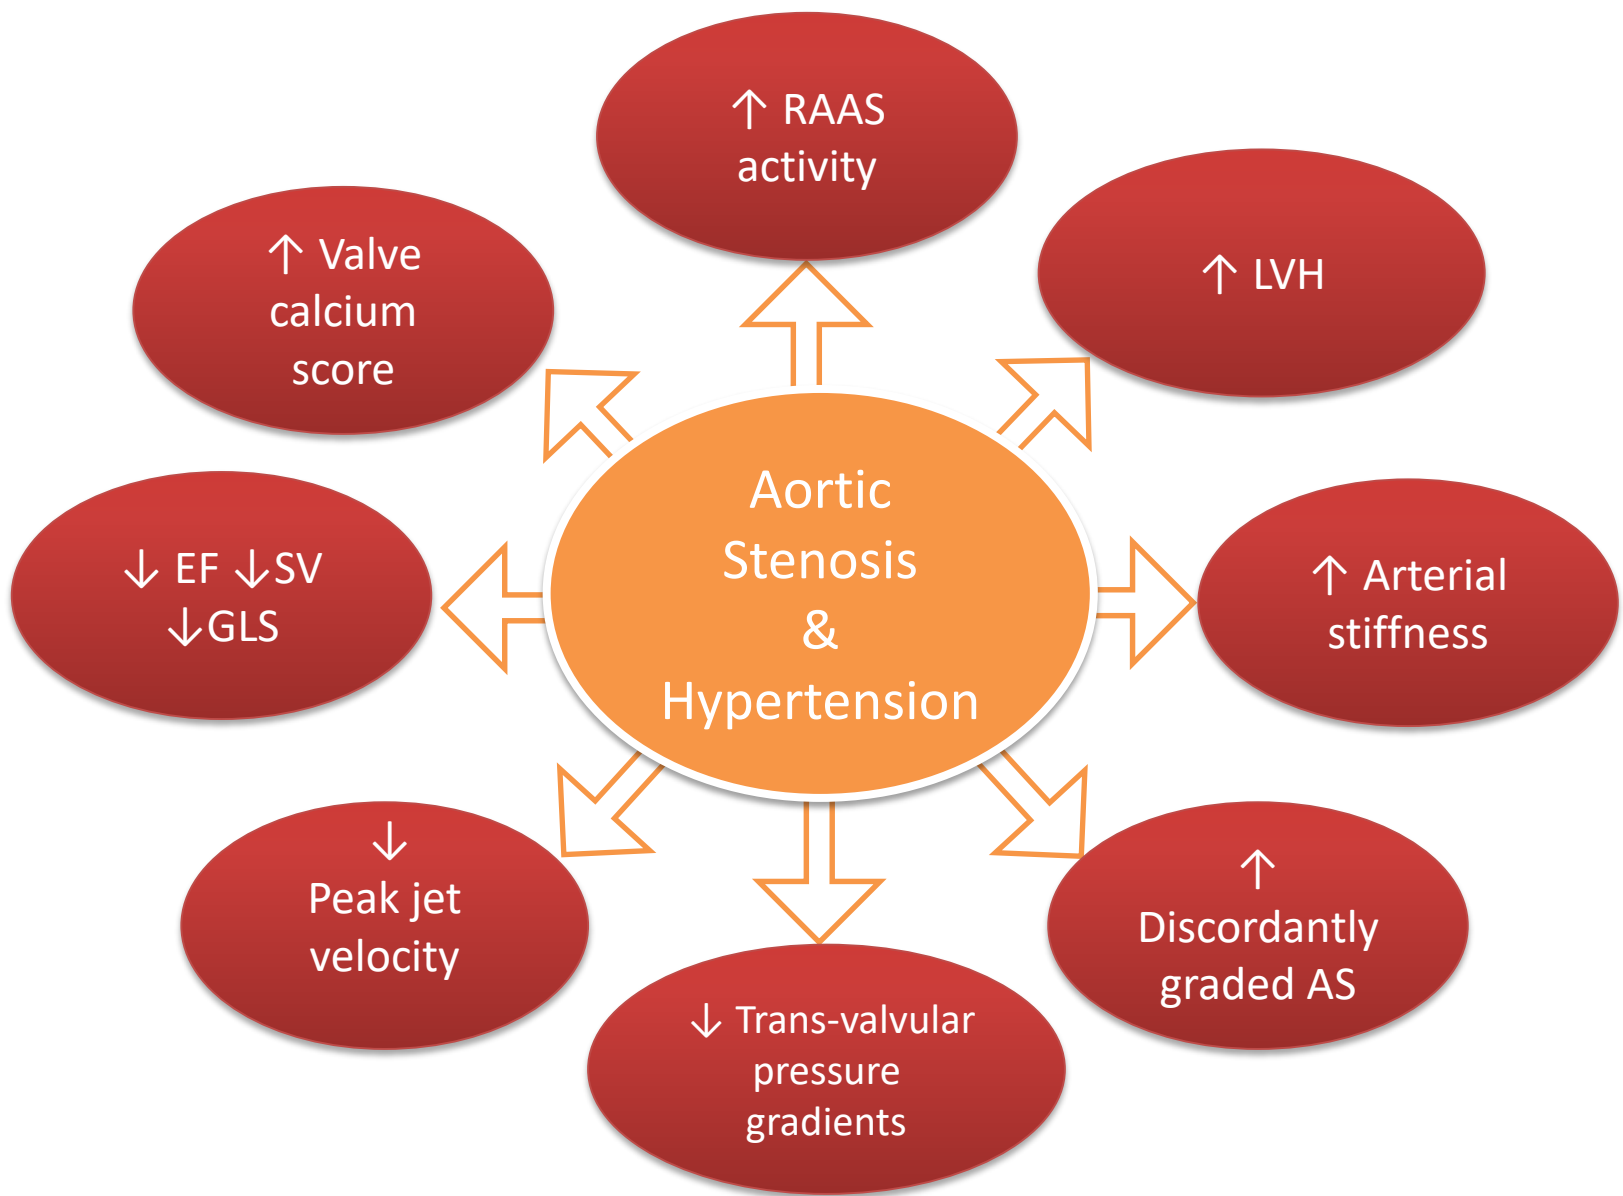 ↑ RAAS
activity
↑ LVH
↑ Arterial
stiffness
↑
Discordantly
graded AS
↓ Trans-valvular
pressure
gradients
↓
Peak jet
velocity
↓ EF ↓SV
↓GLS
↑ Valve
calcium
score
Aortic
Stenosis
&
Hypertension